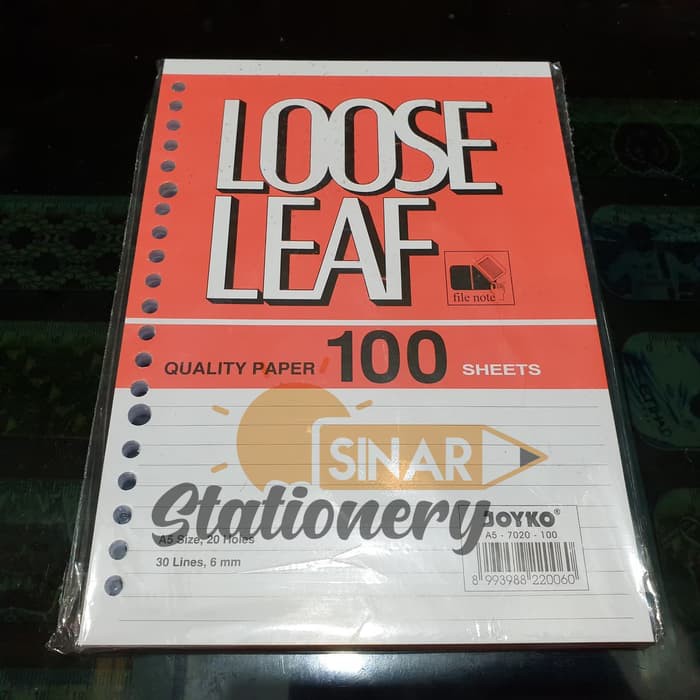 LOOSE
LEAF
file note
QUALITY PAPER 100 SHEETS
SINAR
Stationery
A5 Size, 20 Holes
30 Lines, 6 mm
JOYKO®
A5 - 7020 - 100
8 993988 220060